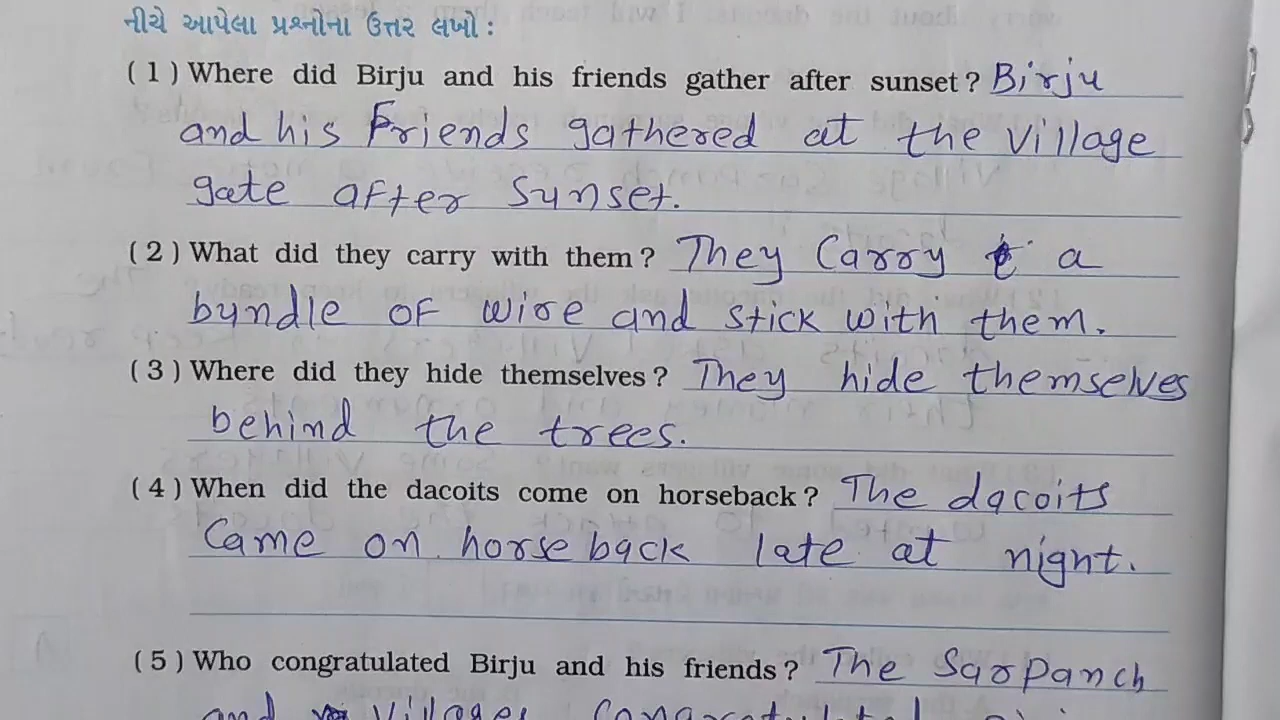 નીચે આપેલા પ્રશ્નોના ઉત્તર લખો :
( 1 ) Where did Birju and his friends gather after sunset ? Birju
and his Friends gathered at the village
gate after sunset.
( 2 ) What did they carry with them ? They Carry a
bundle of wire and stick with them.
( 3 ) Where did they hide themselves ? They hide themselves
behind the trees.
( 4 ) When did the dacoits come on horseback ? The dacoits
Came on horse back late at night.
( 5 ) Who congratulated Birju and his friends ? The Sarpanch
and